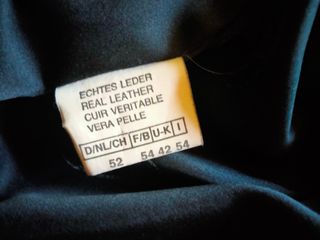 ECHTES LEDER
REAL LEATHER
CUIR VERITABLE
VERA PELLE
D/NL/CH F/B U-K I
52 54 42 54